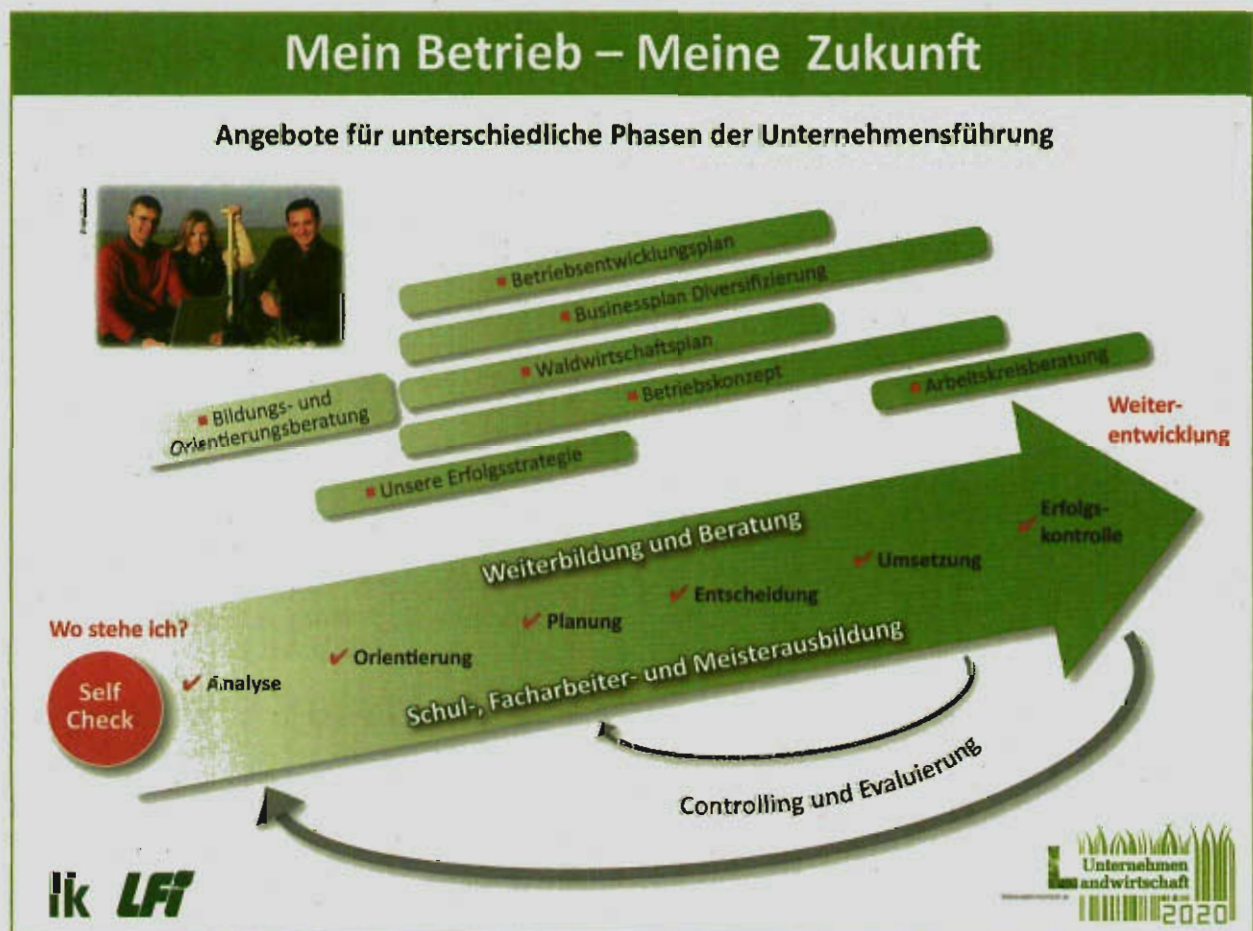 Mein Betrieb – Meine Zukunft
Angebote für unterschiedliche Phasen der Unternehmensführung
Betriebsentwicklungsplan
Businessplan Diversifizierung
Waldwirtschaftsplan
Betriebskonzept
Arbeitskreisberatung
Bildungs- und
Orientierungsberatung
Unsere Erfolgsstrategie
Weiter-
entwicklung
Weiterbildung und Beratung
✔ Erfolgs-
kontrolle
✔ Umsetzung
✔ Entscheidung
✔ Planung
✔ Orientierung
✔ Analyse
Wo stehe ich?
Self
Check
Schul-, Facharbeiter- und Meisterausbildung
Controlling und Evaluierung
lk LFi
Unternehmen
Landwirtschaft
2020